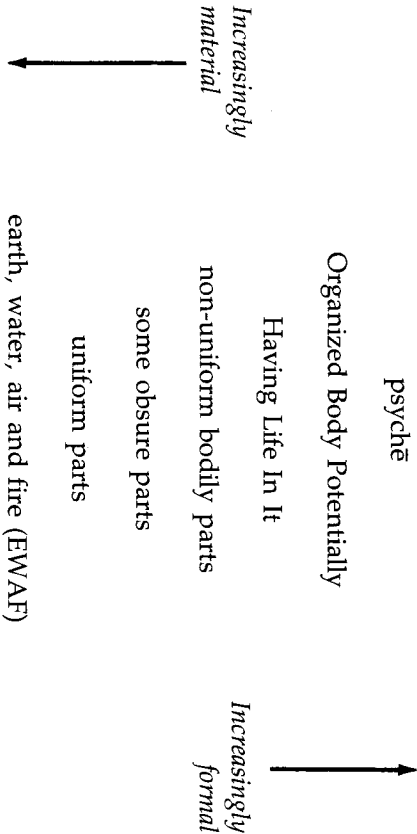 psychē
Organized Body Potentially
Having Life In It
non-uniform bodily parts
some obsure parts
uniform parts
earth, water, air and fire (EWAF)
Increasingly
material
Increasingly
formal